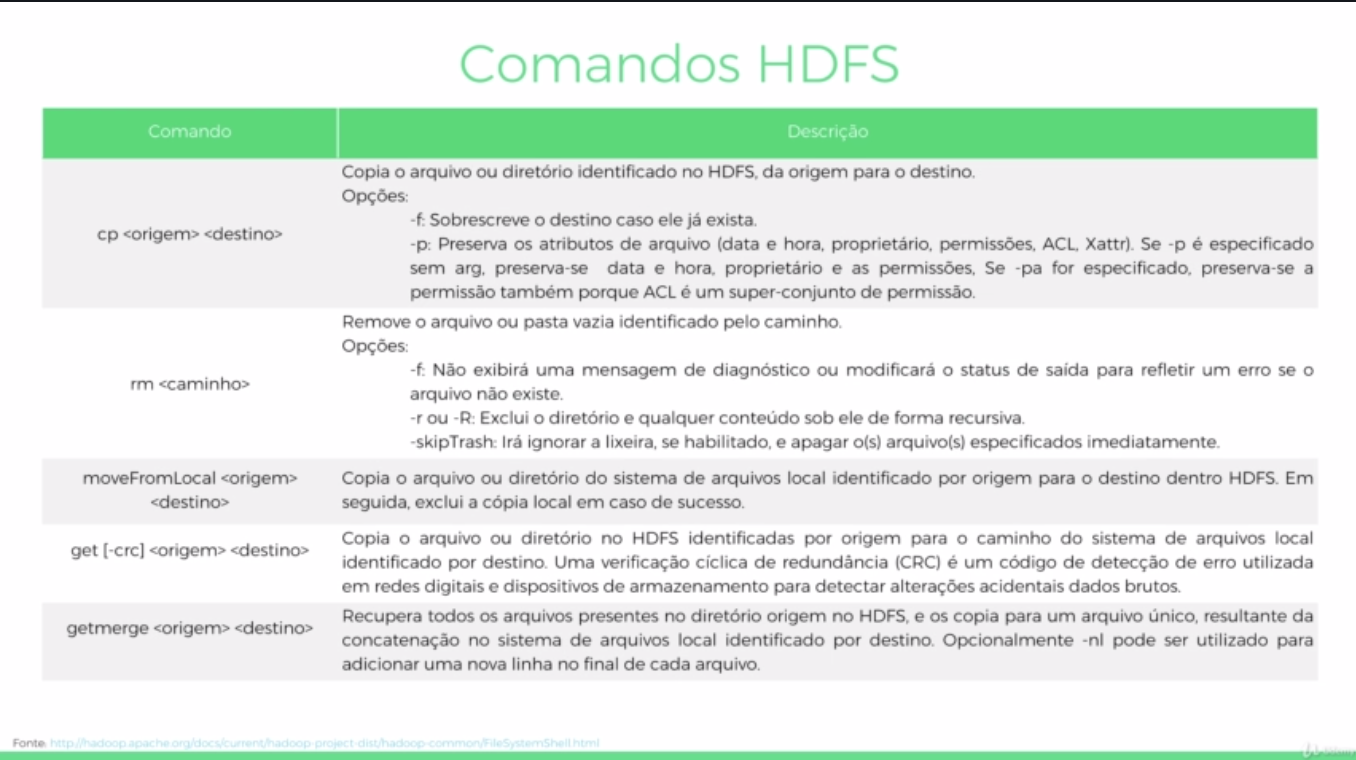 Comandos HDFS
Comando
Descrição
cp <origem> <destino>
Copia o arquivo ou diretório identificado no HDFS, da origem para o destino.
Opções:
-f: Sobrescreve o destino caso ele já exista.
-p: Preserva os atributos de arquivo (data e hora, proprietário, permissões, ACL, Xattr). Se -p é especificado
sem arg, preserva-se data e hora, proprietário e as permissões, Se -pa for especificado, preserva-se a
permissão também porque ACL é um super-conjunto de permissão.
rm <caminho>
Remove o arquivo ou pasta vazia identificado pelo caminho.
Opções:
-f: Não exibirá uma mensagem de diagnóstico ou modificará o status de saída para refletir um erro se o
arquivo não existe.
-r ou -R: Exclui o diretório e qualquer conteúdo sob ele de forma recursiva.
-skipTrash: Irá ignorar a lixeira, se habilitado, e apagar o(s) arquivo(s) especificados imediatamente.
moveFromLocal <origem>
<destino>
Copia o arquivo ou diretório do sistema de arquivos local identificado por origem para o destino dentro HDFS. Em
seguida, exclui a cópia local em caso de sucesso.
get [-crc] <origem> <destino>
Copia o arquivo ou diretório no HDFS identificadas por origem para o caminho do sistema de arquivos local
identificado por destino. Uma verificação cíclica de redundância (CRC) é um código de detecção de erro utilizada
em redes digitais e dispositivos de armazenamento para detectar alterações acidentais dados brutos.
getmerge <origem> <destino>
Recupera todos os arquivos presentes no diretório origem no HDFS, e os copia para um arquivo único, resultante da
concatenação no sistema de arquivos local identificado por destino. Opcionalmente -nl pode ser utilizado para
adicionar uma nova linha no final de cada arquivo.
Fonte: http://hadoop.apache.org/docs/current/hadoop-project-dist/hadoop-common/FileSystemShell.html
Udemy